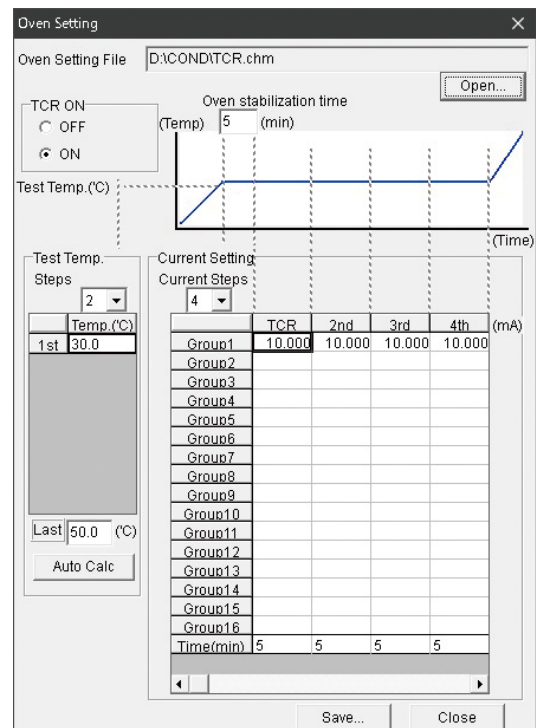 Oven Setting
Oven Setting File D:\COND\TCR.chm
Open...
TCR ON
OFF
ON
Oven stabilization time
(Temp) 5 (min)
Test Temp.(℃)
(Time)
Test Temp.
Steps
2
Temp.(℃)
1st 30.0
Last 50.0 (℃)
Auto Calc
Current Setting
Current Steps
4
TCR 2nd 3rd 4th (mA)
Group1 10.000 10.000 10.000 10.000
Group2
Group3
Group4
Group5
Group6
Group7
Group8
Group9
Group10
Group11
Group12
Group13
Group14
Group15
Group16
Time(min) 5 5 5 5
Save... Close